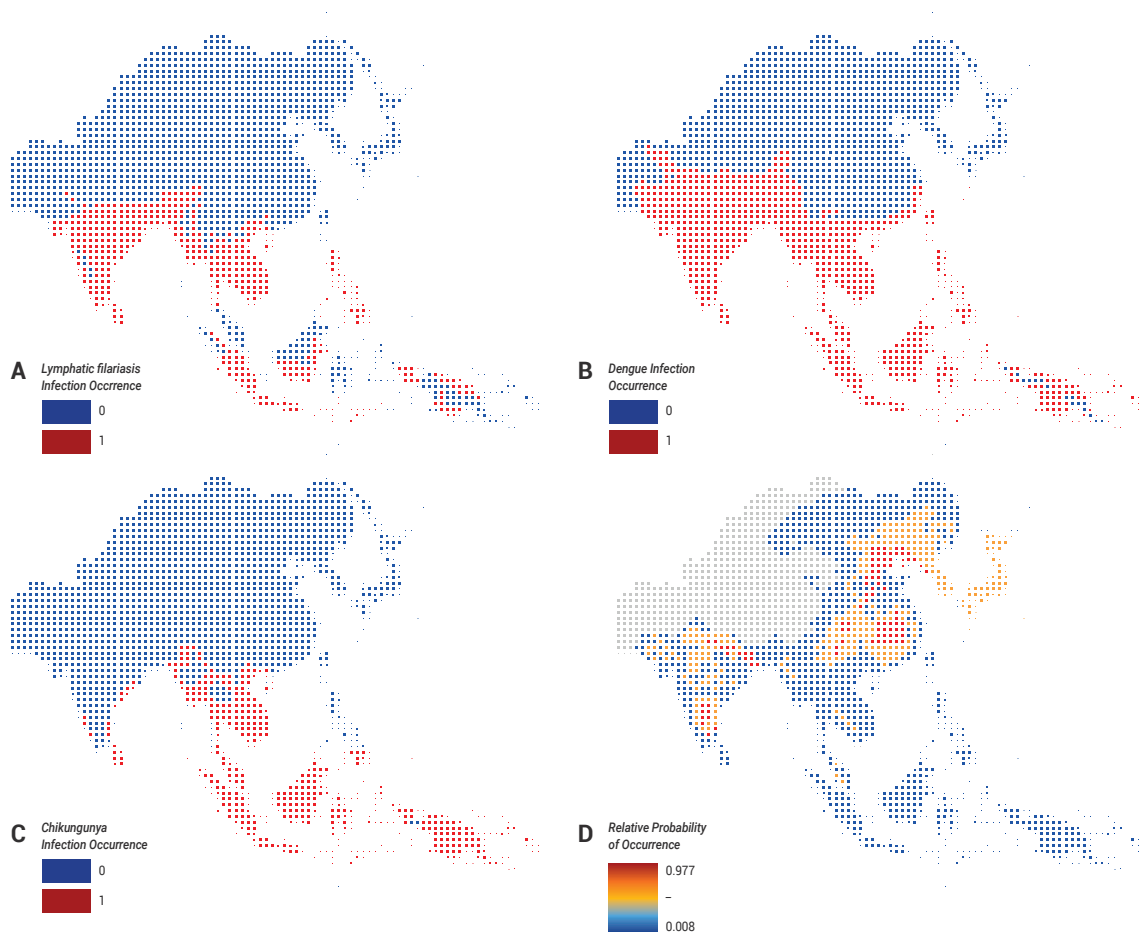 A
Lymphatic filariasis
Infection Occrrence
0
1
B
Dengue Infection
Occurrence
0
1
C
Chikungunya
Infection Occurrence
0
1
D
Relative Probability
of Occurrence
0.977
–
0.008